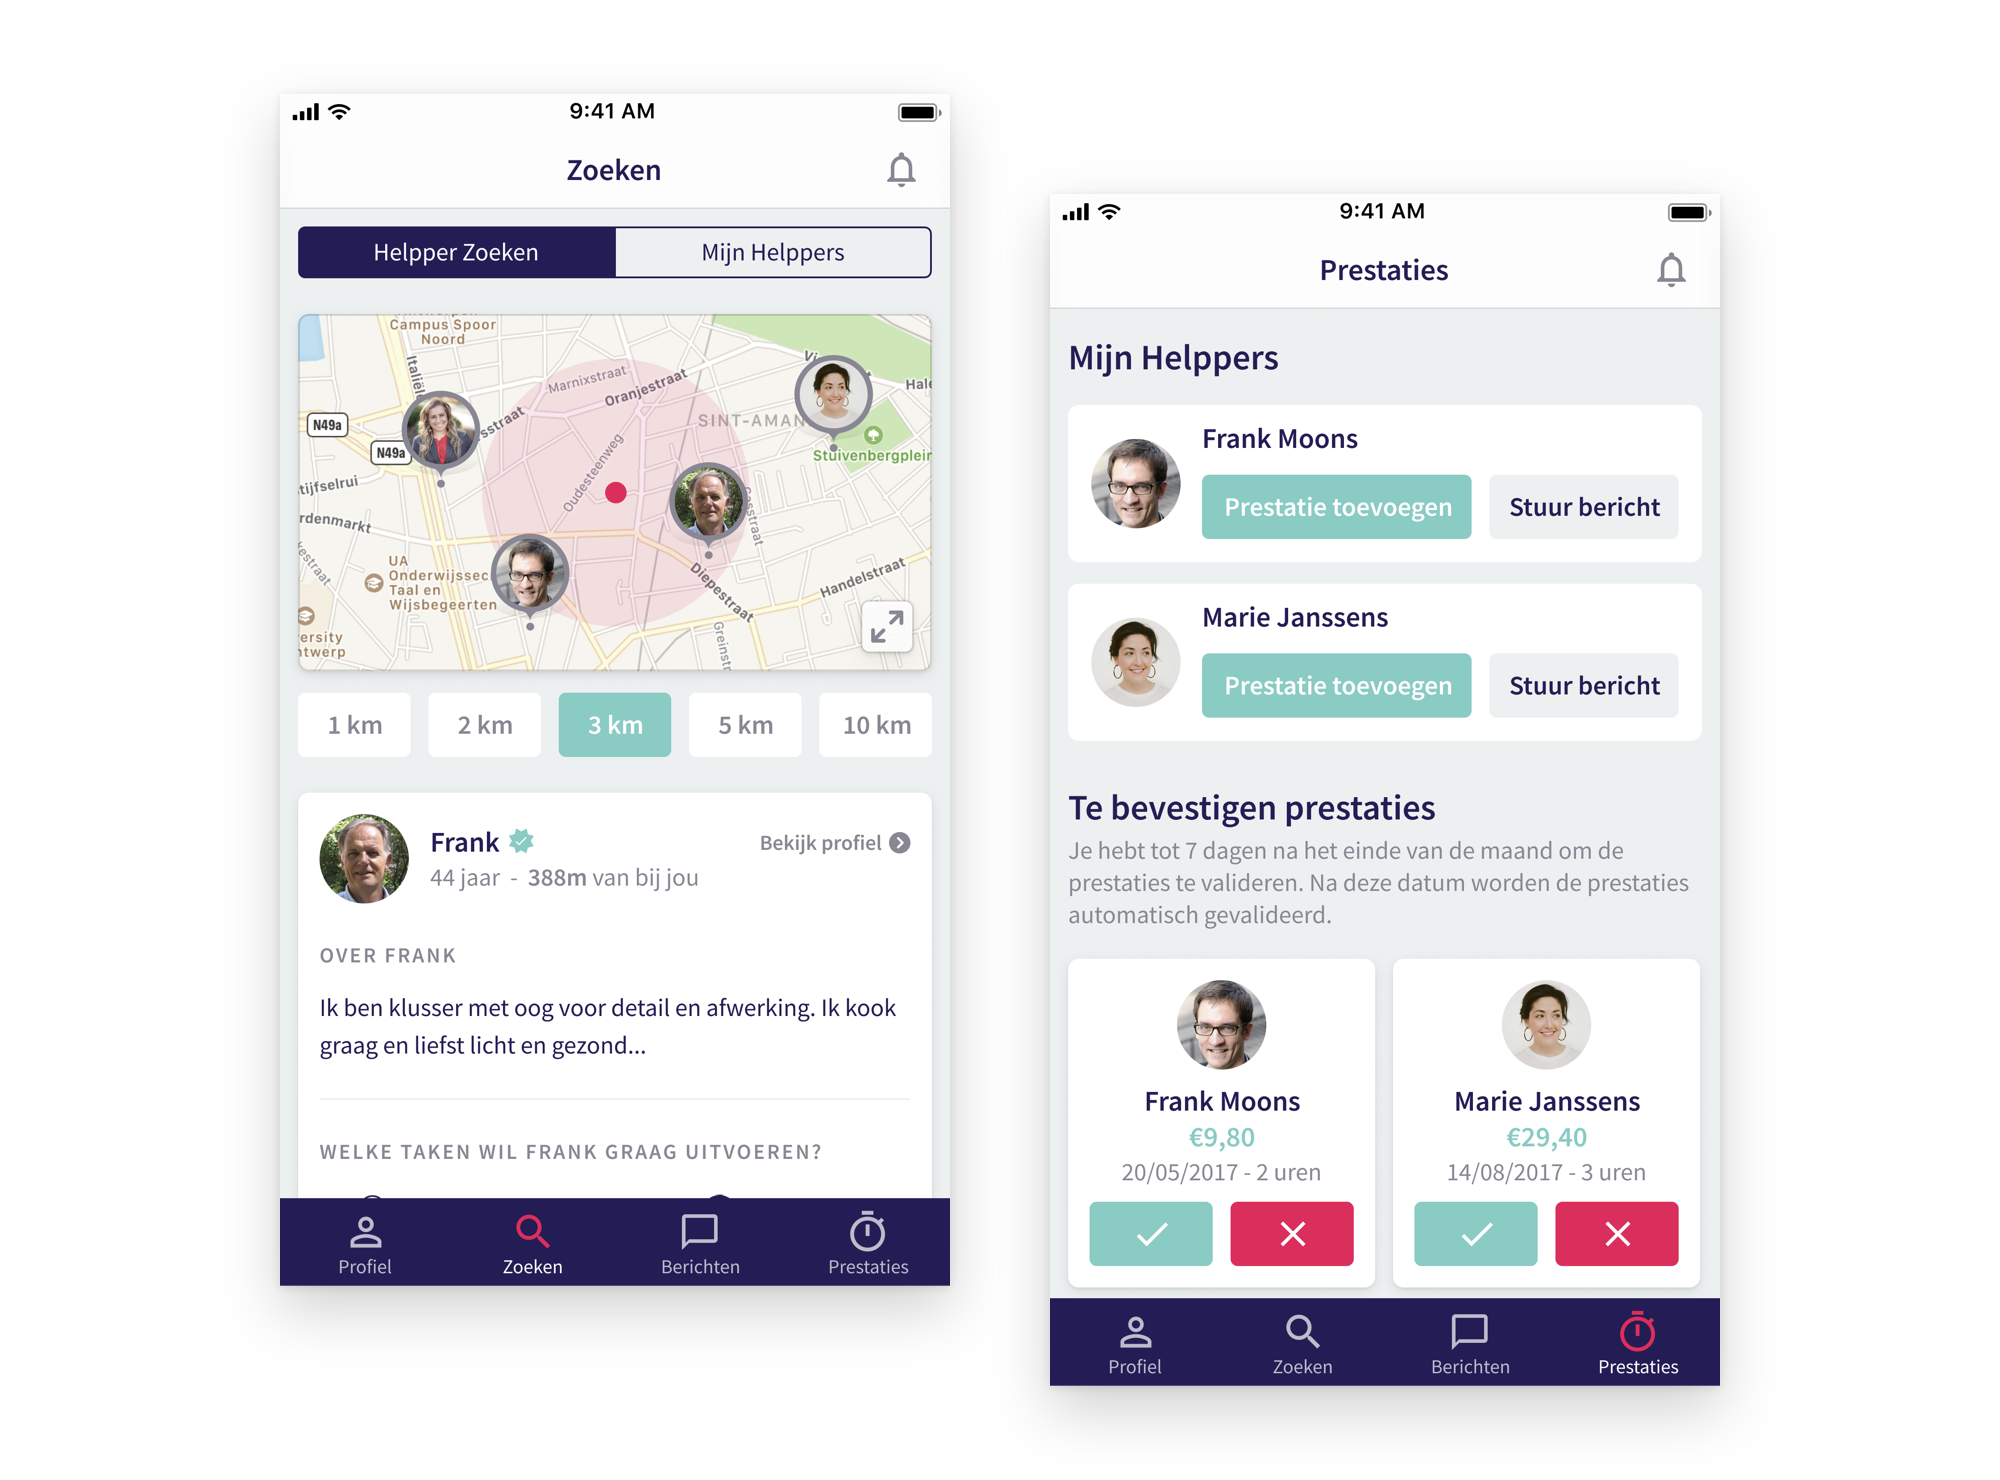 9:41 AM
Zoeken
Helpper Zoeken
Mijn Helppers
Campus Spoor
Noord
Marnixstraat
Oranjestraat
SINT-AMAN
N49a
N49a
sstraat
Oudesteenweg
Stuivenbergplein
tijfselrui
rdenmarkt
UA
Onderwijssec
Taal en
Wijsbegeerten
Diepestraat
Handelstraat
ersity
ntwerp
1 km
2 km
3 km
5 km
10 km
Frank
Bekijk profiel
44 jaar - 388m van bij jou
OVER FRANK
Ik ben klusser met oog voor detail en afwerking. Ik kook
graag en liefst licht en gezond...
WELKE TAKEN WIL FRANK GRAAG UITVOEREN?
Profiel
Zoeken
Berichten
Prestaties
9:41 AM
Prestaties
Mijn Helppers
Frank Moons
Prestatie toevoegen
Stuur bericht
Marie Janssens
Prestatie toevoegen
Stuur bericht
Te bevestigen prestaties
Je hebt tot 7 dagen na het einde van de maand om de
prestaties te valideren. Na deze datum worden de prestaties
automatisch gevalideerd.
Frank Moons
€9,80
20/05/2017 - 2 uren
Marie Janssens
€29,40
14/08/2017 - 3 uren
Profiel
Zoeken
Berichten
Prestaties